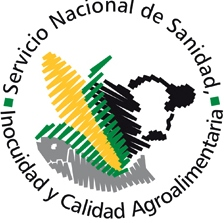 Servicio Nacional de Sanidad,
Inocuidad y Calidad Agroalimentaria